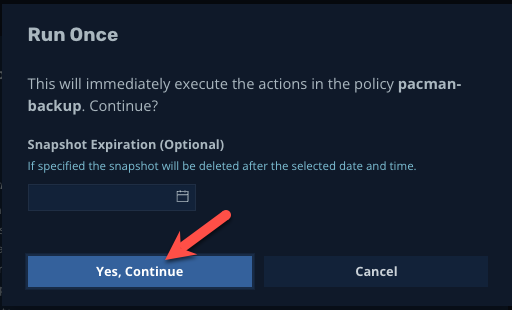 Run Once
This will immediately execute the actions in the policy pacman-
backup. Continue?
Snapshot Expiration (Optional)
If specified the snapshot will be deleted after the selected date and time.
Yes, Continue
Cancel